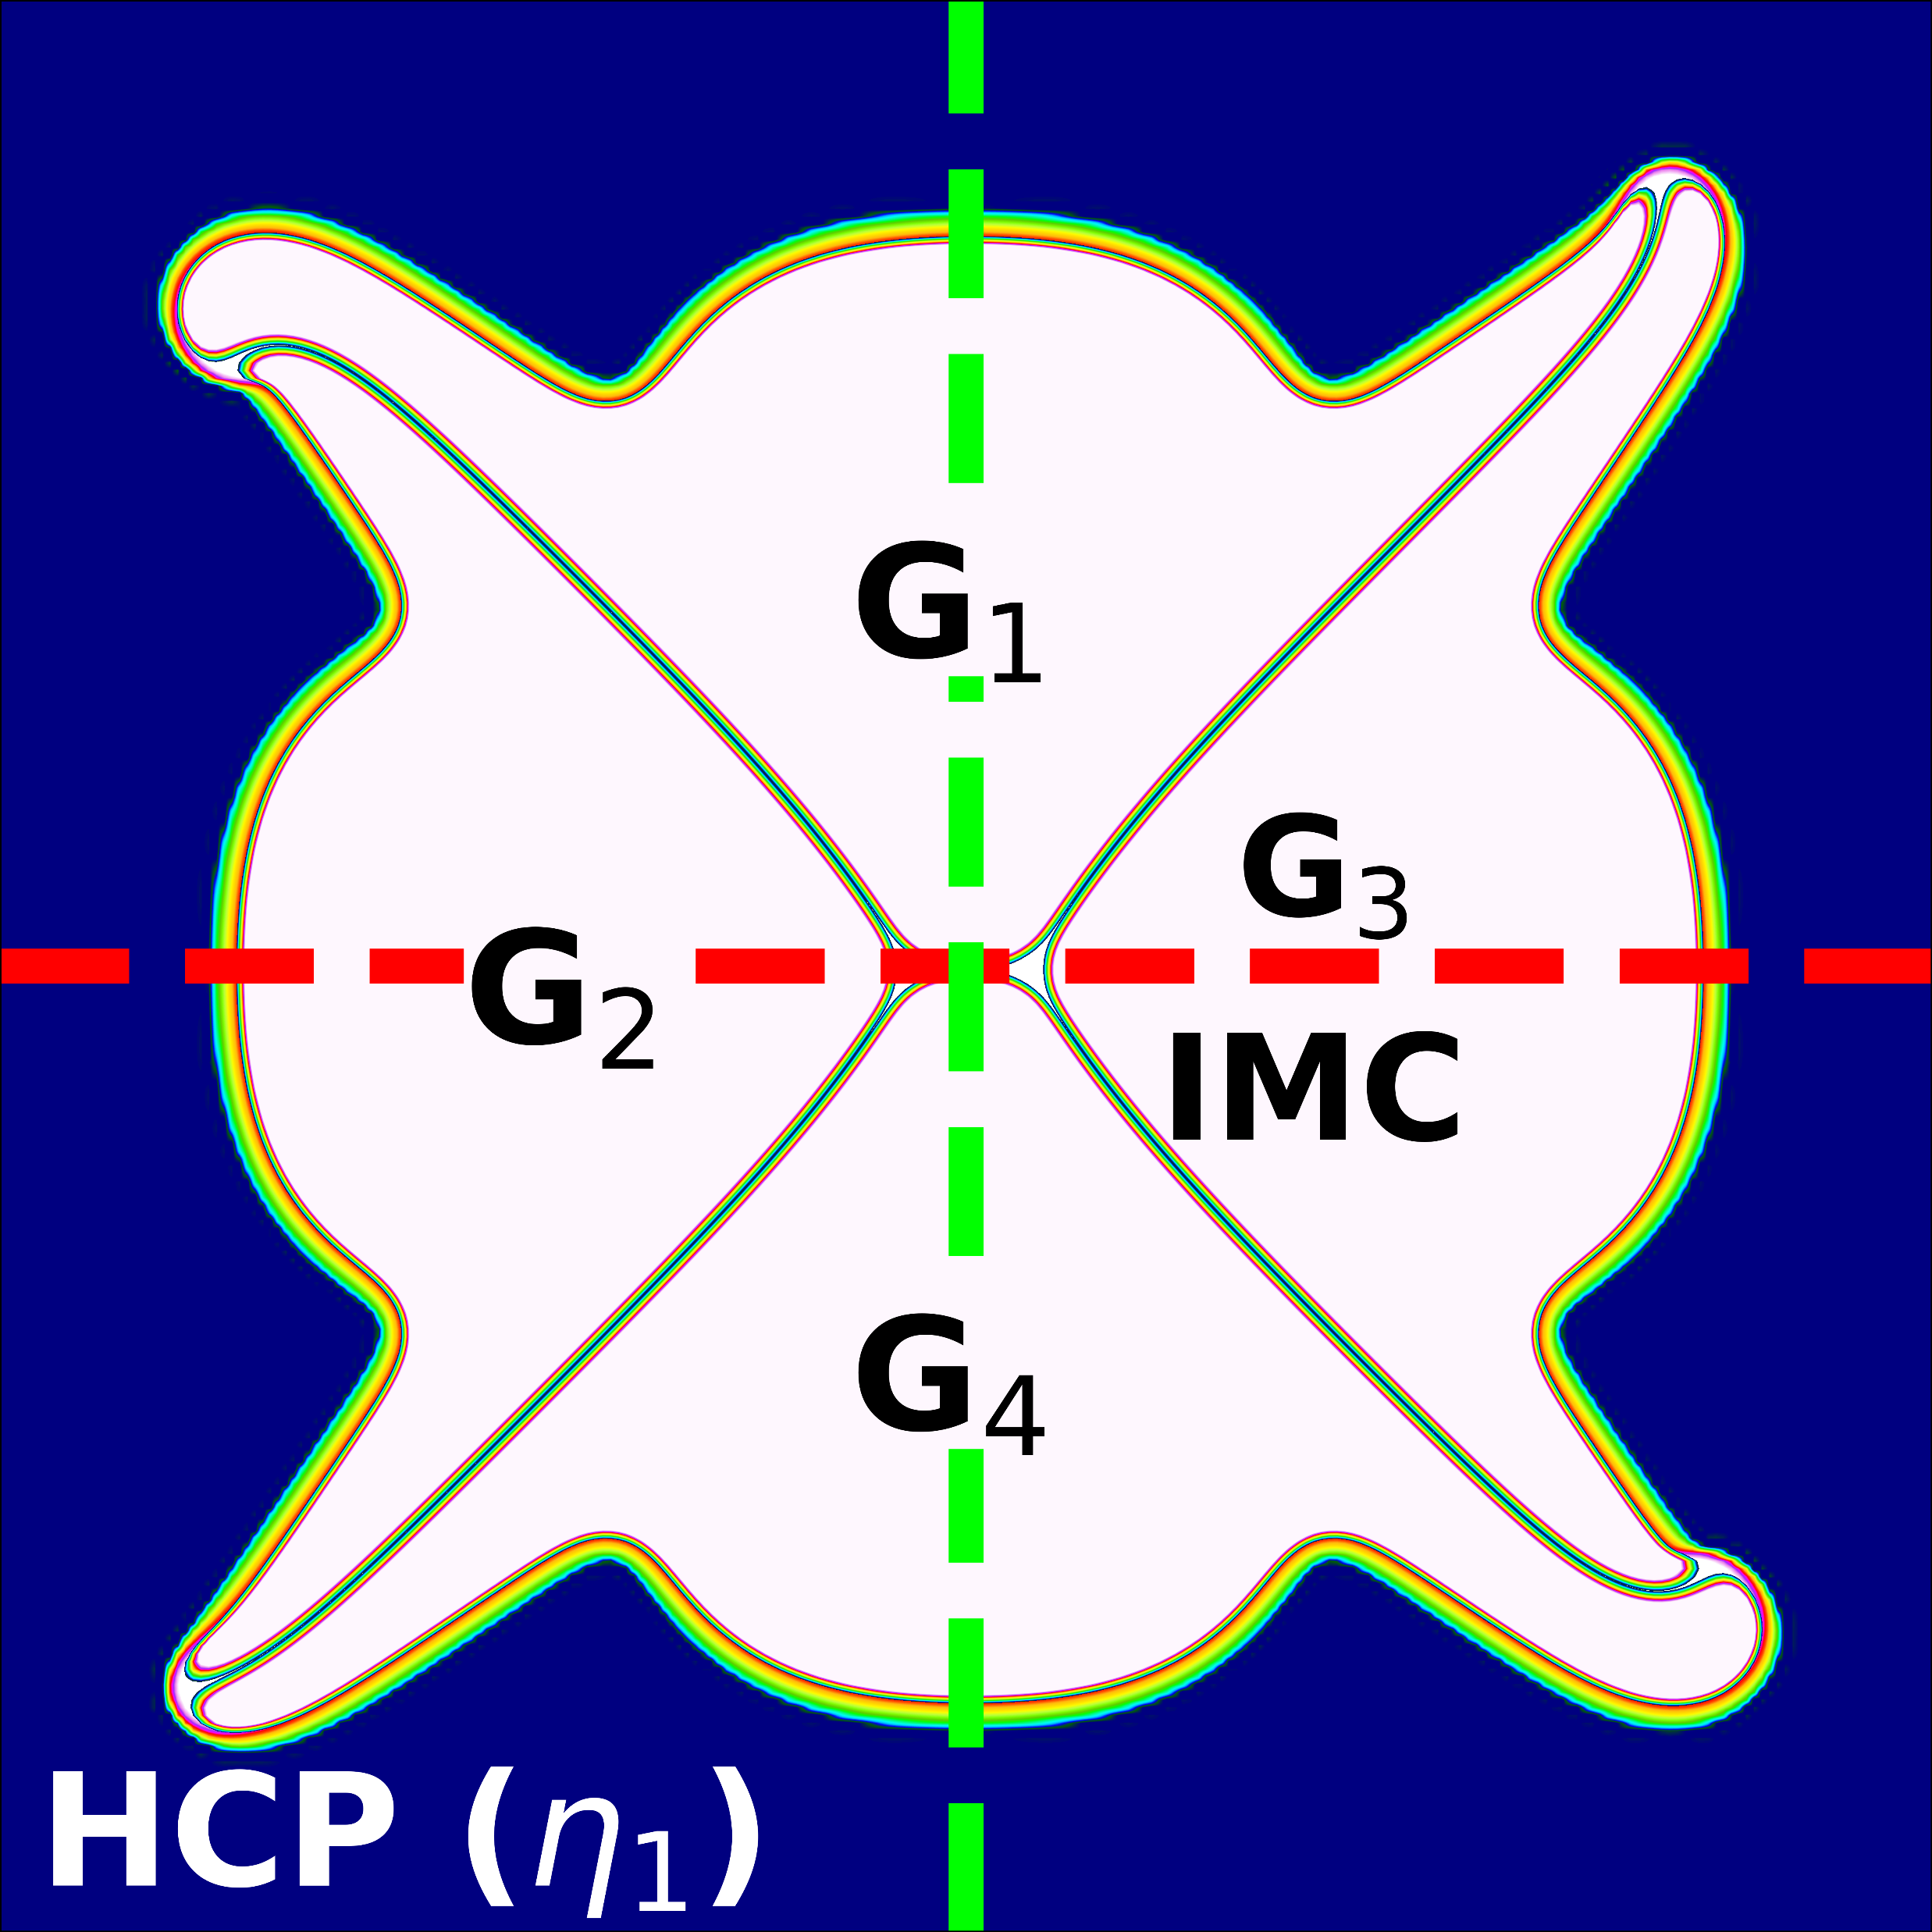 G₁
G₂
G₃
IMC
G₄
HCP (η₁)